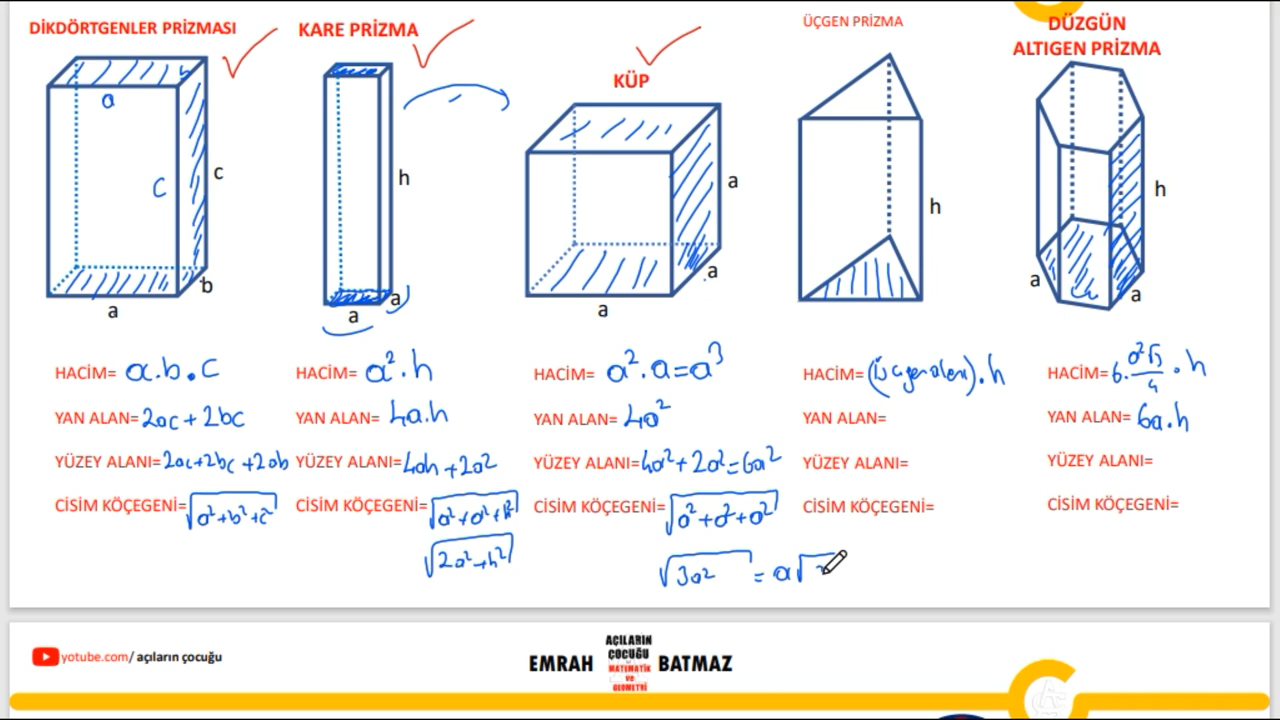 DİKDÖRTGENLER PRİZMASI
a
c
c
b
a
HACİM= a.b.c
YAN ALAN= 2ac + 2bc
YÜZEY ALANI= 2ac+2bc+2ab
CİSİM KÖÇEGENİ= √a²+b²+c²
KARE PRİZMA
h
a
a
HACİM= a².h
YAN ALAN= 4a.h
YÜZEY ALANI= 4ah+2a²
CİSİM KÖÇEGENİ= √a²+a²+h²
√2a²+h²
KÜP
a
a
a
HACİM= a².a=a³
YAN ALAN= 4a²
YÜZEY ALANI= 4a²+2a²=6a²
CİSİM KÖÇEGENİ= √a²+a²+a²
√3a² = a√
ÜÇGEN PRİZMA
h
HACİM= (üçgen alanı).h
YAN ALAN=
YÜZEY ALANI=
CİSİM KÖÇEGENİ=
DÜZGÜN
ALTIGEN PRİZMA
h
a
a
HACİM= 6.a²√3/4.h
YAN ALAN= 6a.h
YÜZEY ALANI=
CİSİM KÖÇEGENİ=
yotube.com/ açıların çocuğu
EMRAH BATMAZ
AÇILARIN
ÇOCUĞU
MATEMATİK
ve
GEOMETRİ